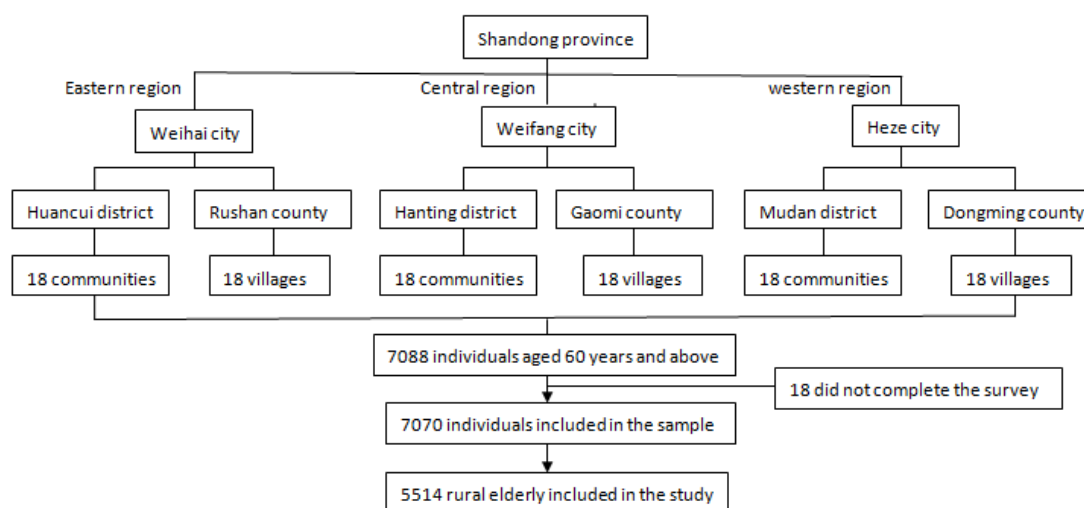 Shandong province
Eastern region
Central region
western region
Weihai city
Weifang city
Heze city
Huancui district
Rushan county
Hanting district
Gaomi county
Mudan district
Dongming county
18 communities
18 villages
18 communities
18 villages
18 communities
18 villages
7088 individuals aged 60 years and above
18 did not complete the survey
7070 individuals included in the sample
5514 rural elderly included in the study